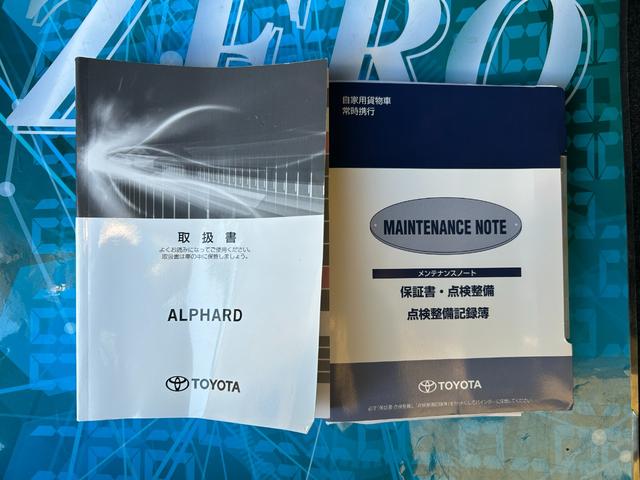 ZERO
取扱書
よくお読みになってご使用ください。
取扱書は車の中に保管しましょう。
ALPHARD
TOYOTA
自家用貨物車
常時携行
MAINTENANCE NOTE
メンテナンスノート
保証書・点検整備
点検整備記録簿
TOYOTA